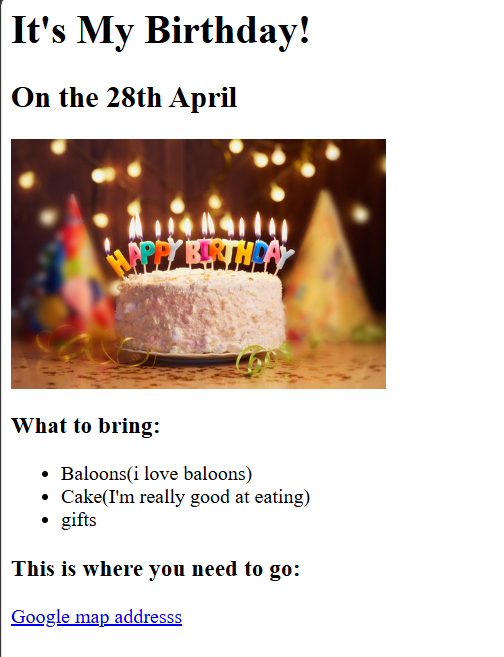 It's My Birthday!
On the 28th April
HAPPY BIRTHDAY
What to bring:
Baloons(i love baloons)
Cake(I'm really good at eating)
gifts
This is where you need to go:
Google map addresss